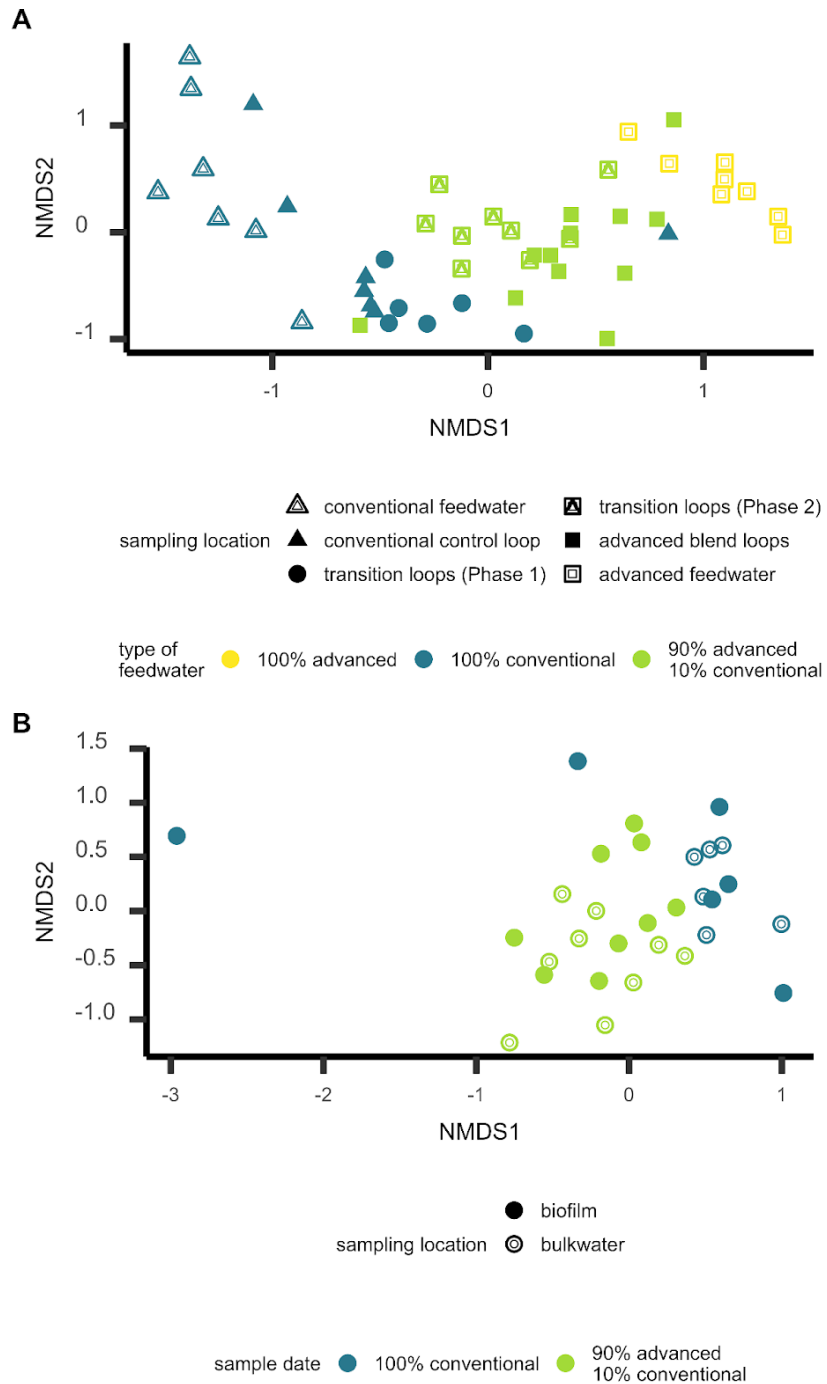 A
1
0
-1
NMDS2
-1
0
1
NMDS1
sampling location
conventional feedwater
transition loops (Phase 2)
conventional control loop
advanced blend loops
transition loops (Phase 1)
advanced feedwater
type of
feedwater
100% advanced
100% conventional
90% advanced
10% conventional
B
1.5
1.0
0.5
0.0
-0.5
-1.0
NMDS2
-3
-2
-1
0
1
NMDS1
biofilm
sampling location
bulkwater
sample date
100% conventional
90% advanced
10% conventional